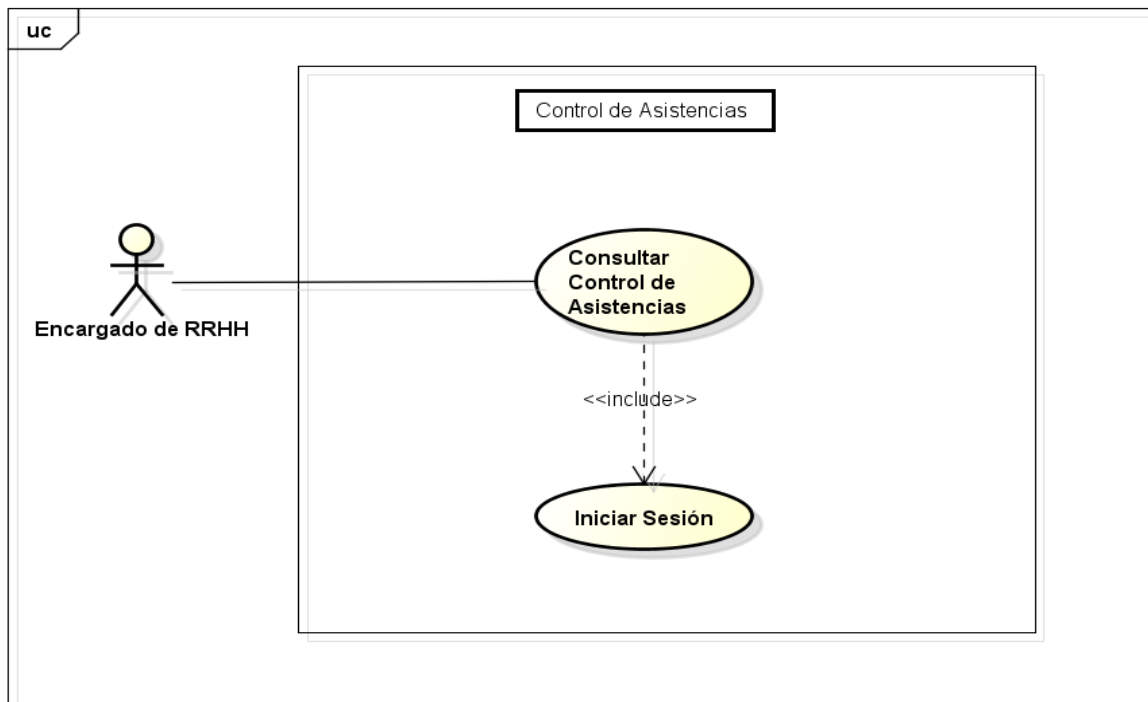 uc
Control de Asistencias
Consultar
Control de
Asistencias
Encargado de RRHH
<<include>>
Iniciar Sesión